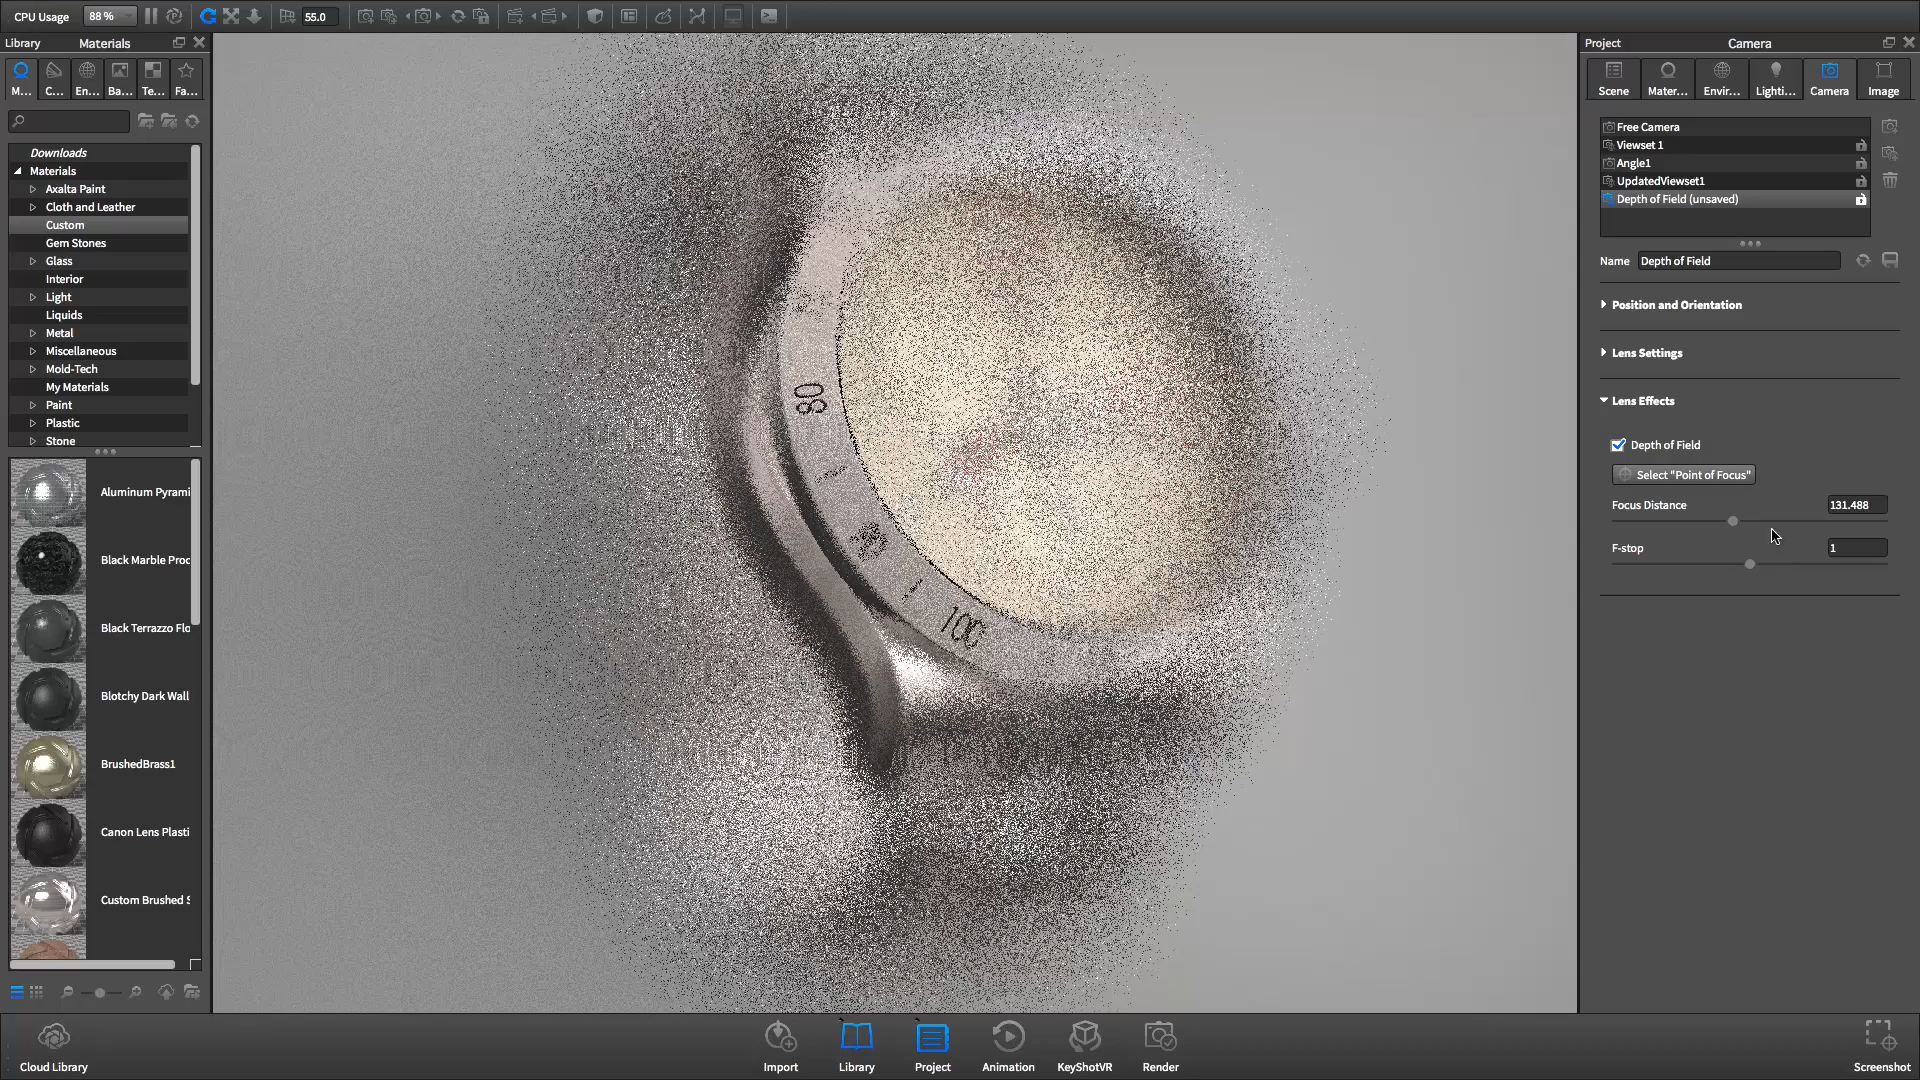 CPU Usage 88 % 55.0
Library Materials
M... C... En... Ba... Te... Fa...
Downloads
Materials
Axalta Paint
Cloth and Leather
Custom
Gem Stones
Glass
Interior
Light
Liquids
Metal
Miscellaneous
Mold-Tech
My Materials
Paint
Plastic
Stone
Aluminum Pyrami
Black Marble Proc
Black Terrazzo Flo
Blotchy Dark Wall
BrushedBrass1
Canon Lens Plasti
Custom Brushed S
80
100
Project Camera
Scene Mater... Envir... Lighti... Camera Image
Free Camera
Viewset 1
Angle1
UpdatedViewset1
Depth of Field (unsaved)
Name Depth of Field
Position and Orientation
Lens Settings
Lens Effects
Depth of Field
Select "Point of Focus"
Focus Distance 131.488
F-stop 1
Cloud Library Import Library Project Animation KeyShotVR Render Screenshot